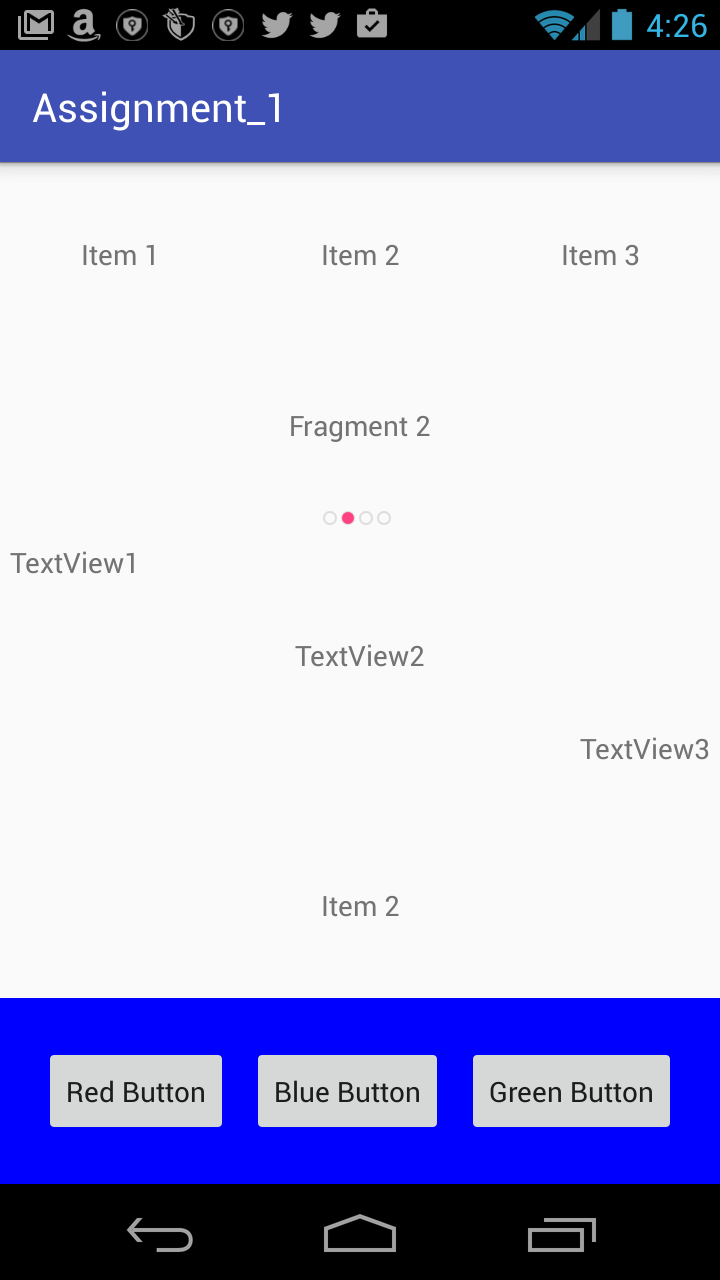 4:26
Assignment_1
Item 1 Item 2 Item 3
Fragment 2
TextView1
TextView2
TextView3
Item 2
Red Button Blue Button Green Button